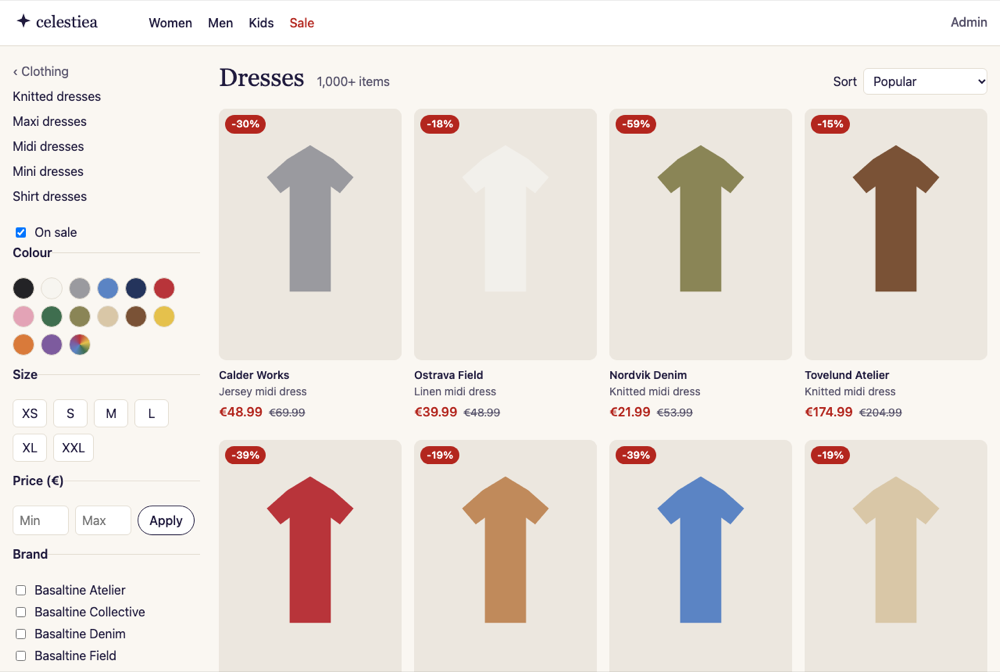 celestiea
Women Men Kids Sale
Admin
‹ Clothing
Knitted dresses
Maxi dresses
Midi dresses
Mini dresses
Shirt dresses
On sale
Colour
Size
XS S M L
XL XXL
Price (€)
Min Max Apply
Brand
Basaltine Atelier
Basaltine Collective
Basaltine Denim
Basaltine Field
Dresses 1,000+ items
Sort Popular
-30%
Calder Works
Jersey midi dress
€48.99 €69.99
-18%
Ostrava Field
Linen midi dress
€39.99 €48.99
-59%
Nordvik Denim
Knitted midi dress
€21.99 €53.99
-15%
Tovelund Atelier
Knitted midi dress
€174.99 €204.99
-39%
-19%
-39%
-19%